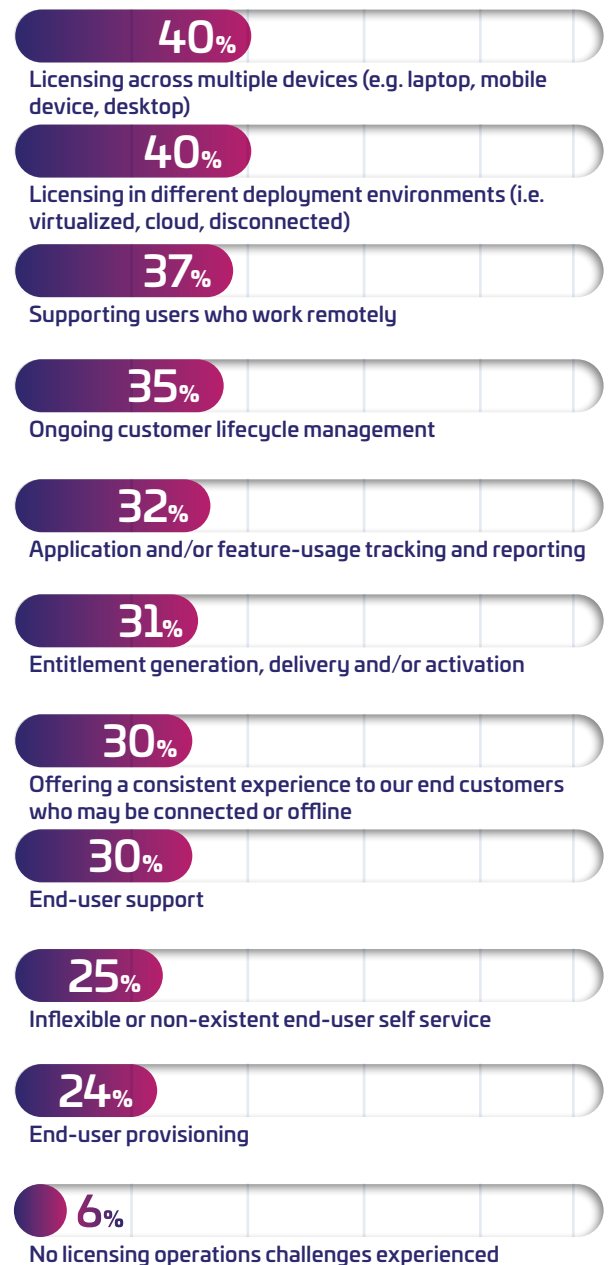 40%
Licensing across multiple devices (e.g. laptop, mobile
device, desktop)
40%
Licensing in different deployment environments (i.e.
virtualized, cloud, disconnected)
37%
Supporting users who work remotely
35%
Ongoing customer lifecycle management
32%
Application and/or feature-usage tracking and reporting
31%
Entitlement generation, delivery and/or activation
30%
Offering a consistent experience to our end customers
who may be connected or offline
30%
End-user support
25%
Inflexible or non-existent end-user self service
24%
End-user provisioning
6%
No licensing operations challenges experienced